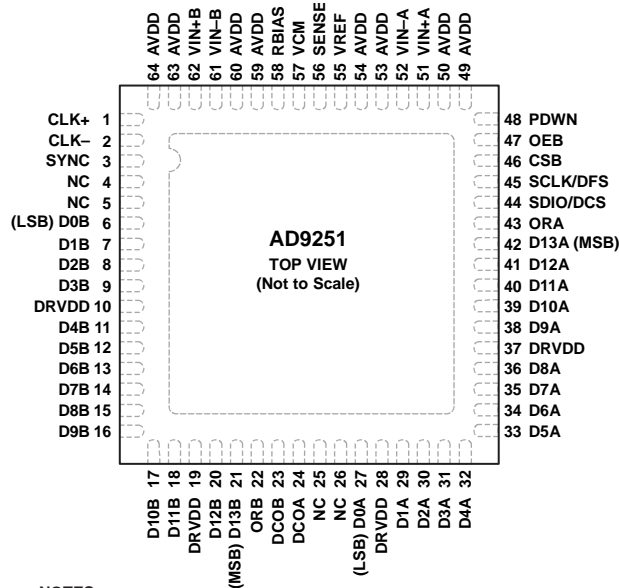 64 AVDD
63 AVDD
62 VIN+B
61 VIN–B
60 AVDD
59 AVDD
58 RBIAS
57 VCM
56 SENSE
55 VREF
54 AVDD
53 AVDD
52 VIN–A
51 VIN+A
50 AVDD
49 AVDD
CLK+ 1
CLK– 2
SYNC 3
NC 4
NC 5
(LSB) D0B 6
D1B 7
D2B 8
D3B 9
DRVDD 10
D4B 11
D5B 12
D6B 13
D7B 14
D8B 15
D9B 16
AD9251
TOP VIEW
(Not to Scale)
48 PDWN
47 OEB
46 CSB
45 SCLK/DFS
44 SDIO/DCS
43 ORA
42 D13A (MSB)
41 D12A
40 D11A
39 D10A
38 D9A
37 DRVDD
36 D8A
35 D7A
34 D6A
33 D5A
D10B 17
D11B 18
DRVDD 19
D12B 20
(MSB) D13B 21
ORB 22
DCOB 23
DCOA 24
NC 25
NC 26
(LSB) D0A 27
DRVDD 28
D1A 29
D2A 30
D3A 31
D4A 32